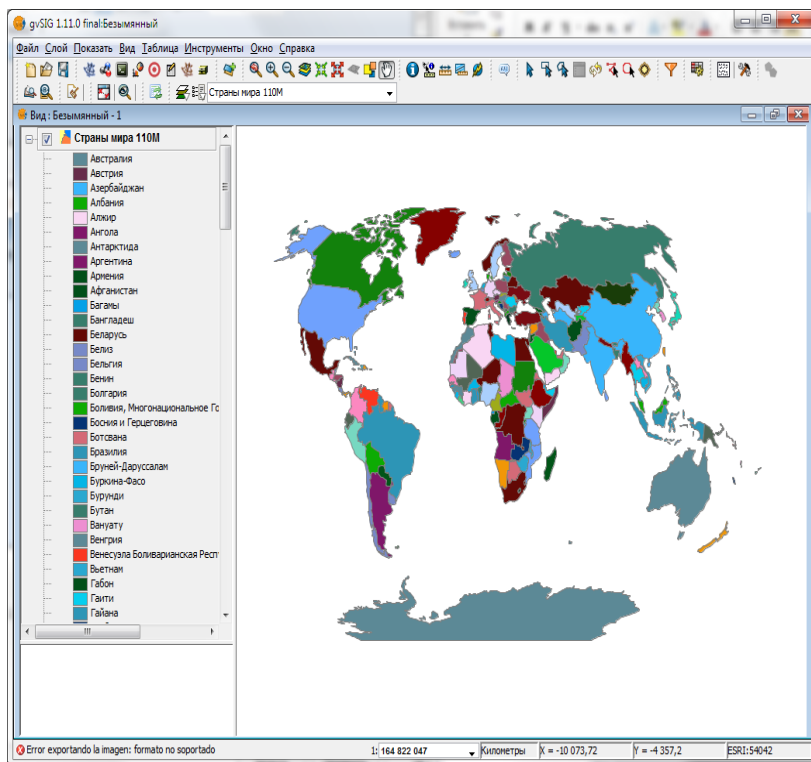 gvSIG 1.11.0 final:Безымянный
Файл Слой Показать Вид Таблица Инструменты Окно Справка
Страны мира 110M
Вид : Безымянный - 1
Страны мира 110M
Австралия
Австрия
Азербайджан
Албания
Алжир
Ангола
Антарктида
Аргентина
Армения
Афганистан
Багамы
Бангладеш
Беларусь
Белиз
Бельгия
Бенин
Болгария
Боливия, Многонациональное Го
Босния и Герцеговина
Ботсвана
Бразилия
Бруней-Даруссалам
Буркина-Фасо
Бурунди
Бутан
Вануату
Венгрия
Венесуэла Боливарианская Респ
Вьетнам
Габон
Гаити
Гайана
Error exportando la imagen: formato no soportado 1: 164 822 047 Километры X = -10 073,72 Y = -4 357,2 ESRI:54042